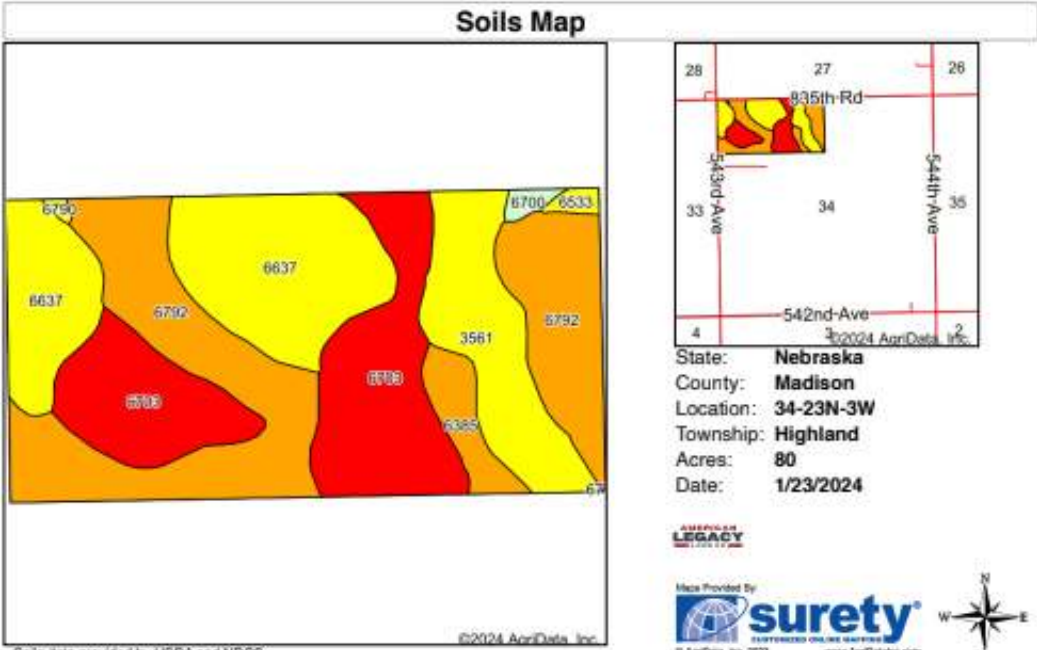 Soils Map
6790
6700
6533
6637
6637
6792
6792
3561
6703
6703
6385
67
©2024 AgriData, Inc.
28
27
26
835th Rd
543rd Ave
544th Ave
33
34
35
542nd Ave
4
3
2
©2024 AgriData, Inc.
State: Nebraska
County: Madison
Location: 34-23N-3W
Township: Highland
Acres: 80
Date: 1/23/2024
AMERICAN
LEGACY
Maps Provided By
surety®
CUSTOMIZED ONLINE MAPPING
N
W
E